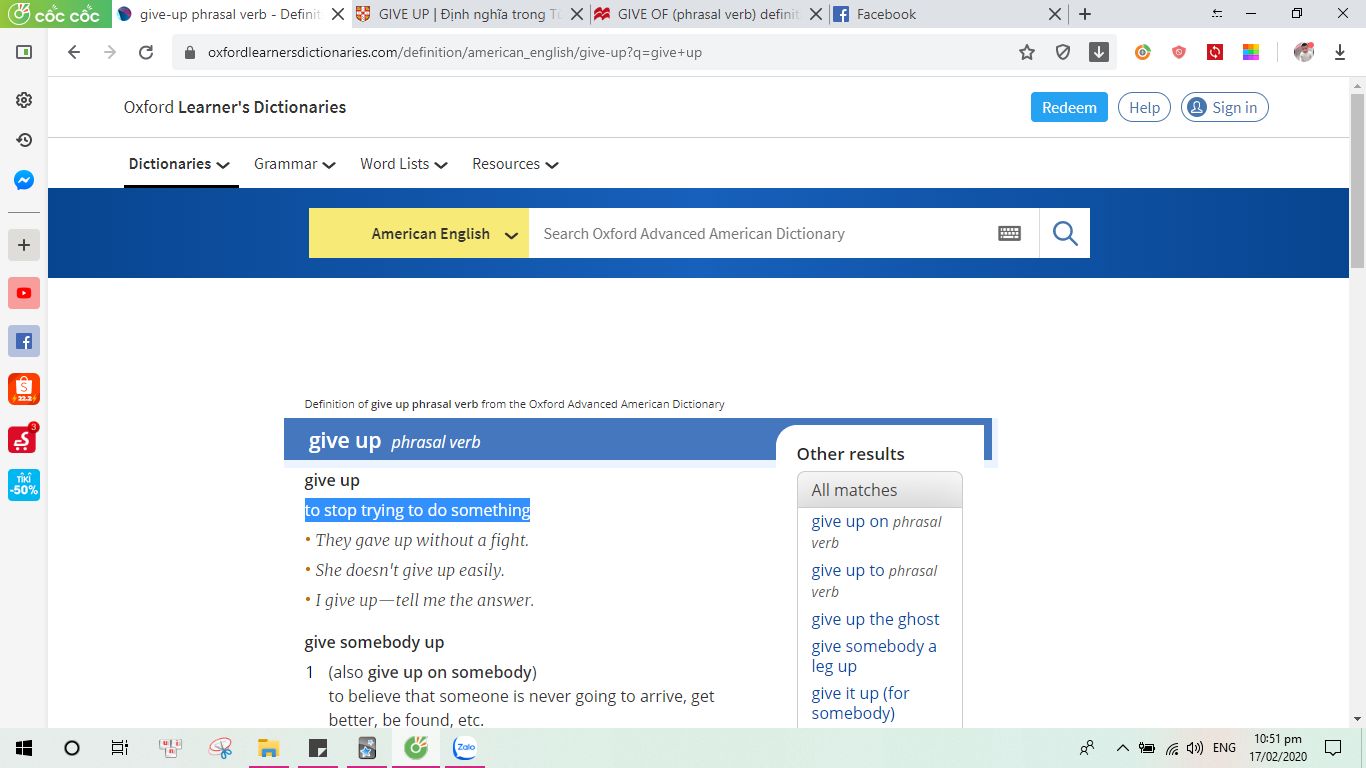 cốc cốc
give-up phrasal verb - Definit
GIVE UP | Định nghĩa trong Từ
GIVE OF (phrasal verb) definit
Facebook
oxfordlearnersdictionaries.com/definition/american_english/give-up?q=give+up
Oxford Learner's Dictionaries
Redeem
Help
Sign in
Dictionaries
Grammar
Word Lists
Resources
American English
Search Oxford Advanced American Dictionary
22.2
3
TIKI
-50%
Definition of give up phrasal verb from the Oxford Advanced American Dictionary
give up phrasal verb
give up
to stop trying to do something
• They gave up without a fight.
• She doesn't give up easily.
• I give up—tell me the answer.
give somebody up
1 (also give up on somebody)
to believe that someone is never going to arrive, get
better, be found, etc.
Other results
All matches
give up on phrasal
verb
give up to phrasal
verb
give up the ghost
give somebody a
leg up
give it up (for
somebody)
Zalo
ENG
10:51 pm
17/02/2020